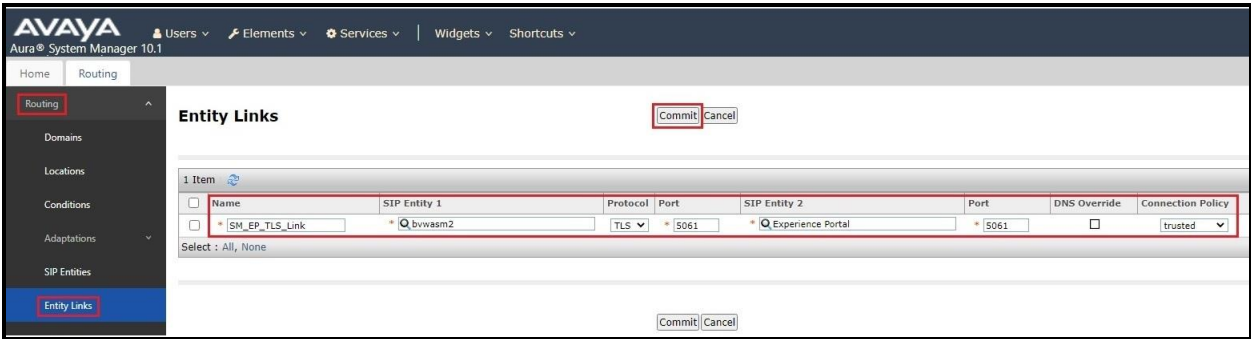 AVAYA
Aura® System Manager 10.1
Users Elements Services | Widgets Shortcuts
Home Routing
Routing
Entity Links Commit Cancel
Domains
Locations
1 Item
Conditions
Name SIP Entity 1 Protocol Port SIP Entity 2 Port DNS Override Connection Policy
* SM_EP_TLS_Link * bvwasm2 TLS * 5061 * Experience Portal * 5061 trusted
Adaptations
Select : All, None
SIP Entities
Entity Links
Commit Cancel